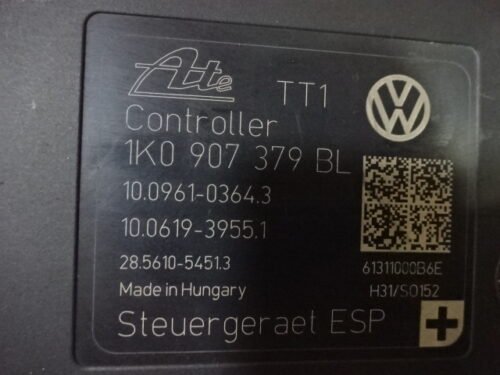 Ate TT1
Controller
1K0 907 379 BL
10.0961-0364.3
10.0619-3955.1
28.5610-5451.3
61311000B6E
Made in Hungary
H31/S0152
Steuergeraet ESP